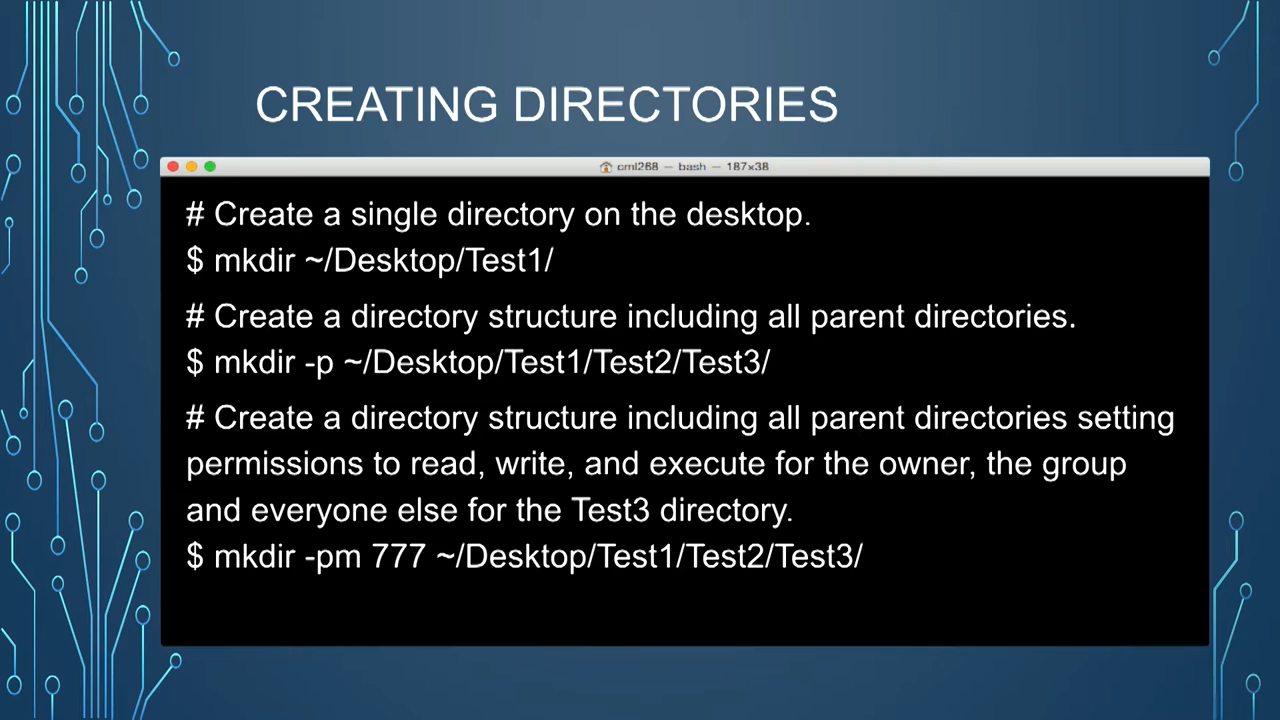 CREATING DIRECTORIES
cml268 — bash — 187×38
# Create a single directory on the desktop.
$ mkdir ~/Desktop/Test1/
# Create a directory structure including all parent directories.
$ mkdir -p ~/Desktop/Test1/Test2/Test3/
# Create a directory structure including all parent directories setting
permissions to read, write, and execute for the owner, the group
and everyone else for the Test3 directory.
$ mkdir -pm 777 ~/Desktop/Test1/Test2/Test3/